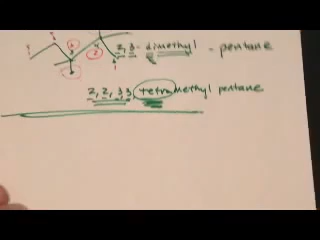 2,3-dimethyl - pentane
2,2,3,3, tetramethyl pentane